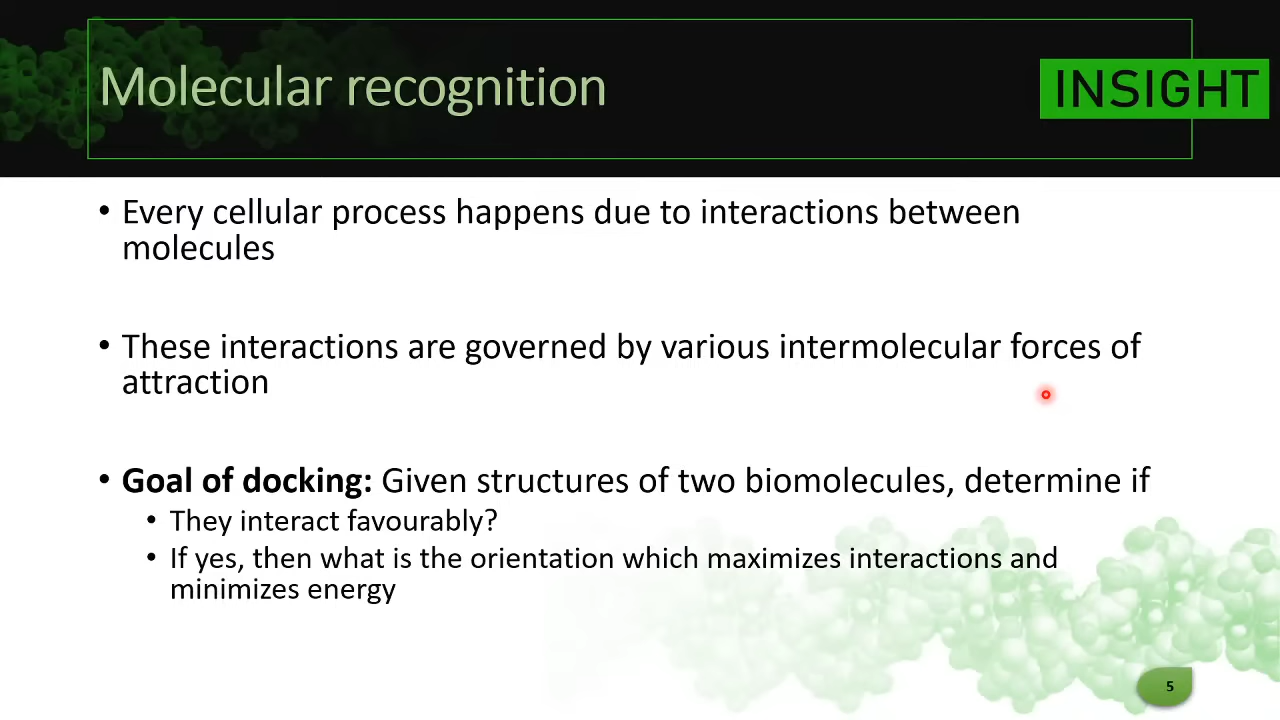 Molecular recognition
INSIGHT
• Every cellular process happens due to interactions between
molecules
• These interactions are governed by various intermolecular forces of
attraction
• Goal of docking: Given structures of two biomolecules, determine if
• They interact favourably?
• If yes, then what is the orientation which maximizes interactions and
minimizes energy
5